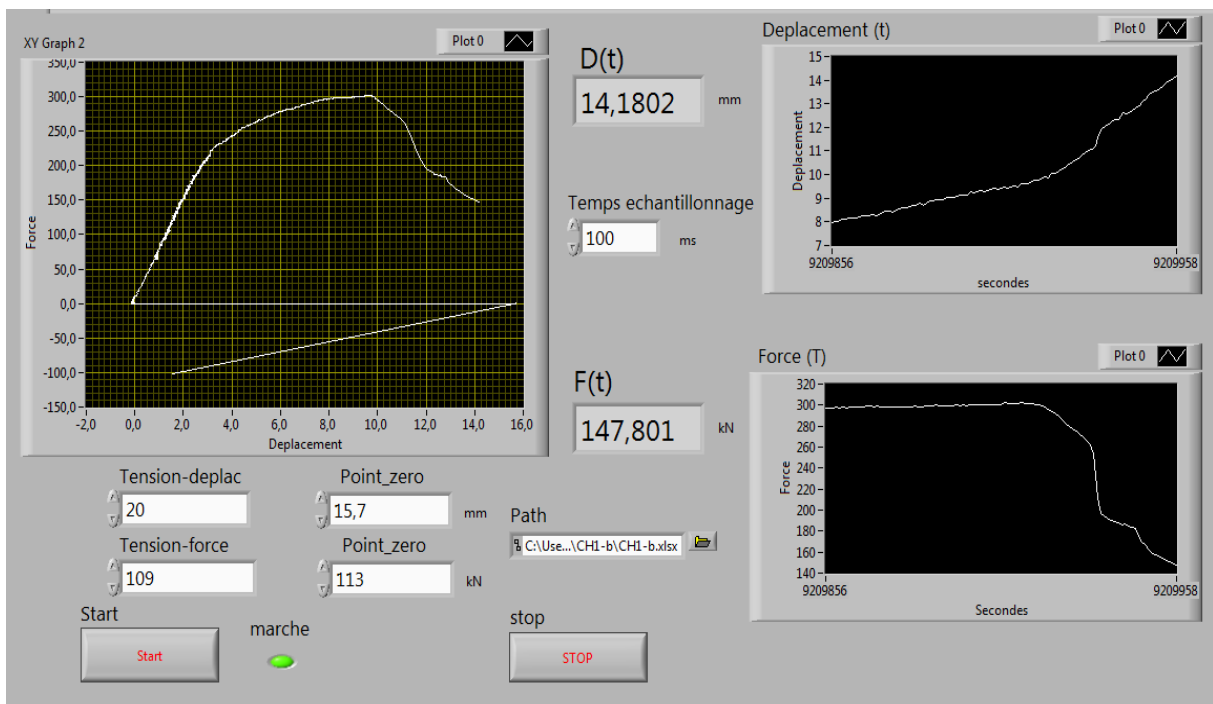 XY Graph 2
Plot 0
350,0
300,0
250,0
200,0
150,0
100,0
50,0
0,0
-50,0
-100,0
-150,0
Force
-2,0 0,0 2,0 4,0 6,0 8,0 10,0 12,0 14,0 16,0
Deplacement
D(t)
14,1802 mm
Temps echantillonnage
100 ms
F(t)
147,801 kN
Deplacement (t)
Plot 0
15
14
13
12
11
10
9
8
7
Deplacement
9209856 9209958
secondes
Force (T)
Plot 0
320
300
280
260
240
220
200
180
160
140
Force
9209856 9209958
Secondes
Tension-deplac
20
Point_zero
15,7 mm
Tension-force
109
Point_zero
113 kN
Path
C:\Use...\CH1-b\CH1-b.xlsx
Start
Start
marche
stop
STOP